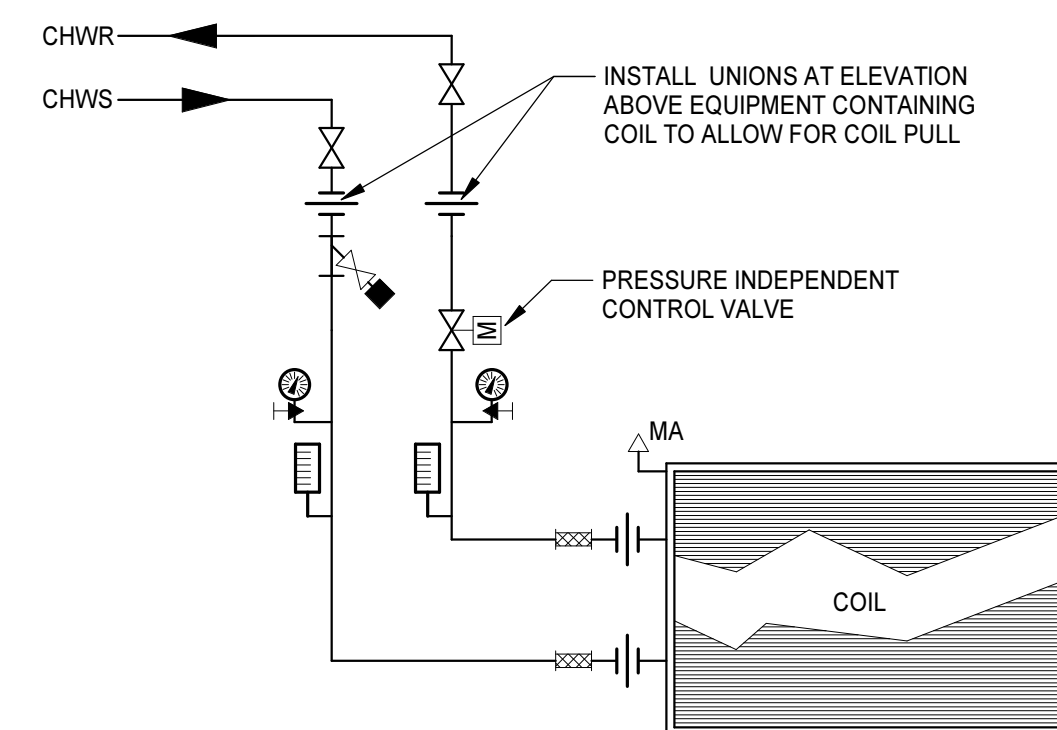 CHWR
CHWS
INSTALL UNIONS AT ELEVATION
ABOVE EQUIPMENT CONTAINING
COIL TO ALLOW FOR COIL PULL
PRESSURE INDEPENDENT
CONTROL VALVE
M
MA
COIL